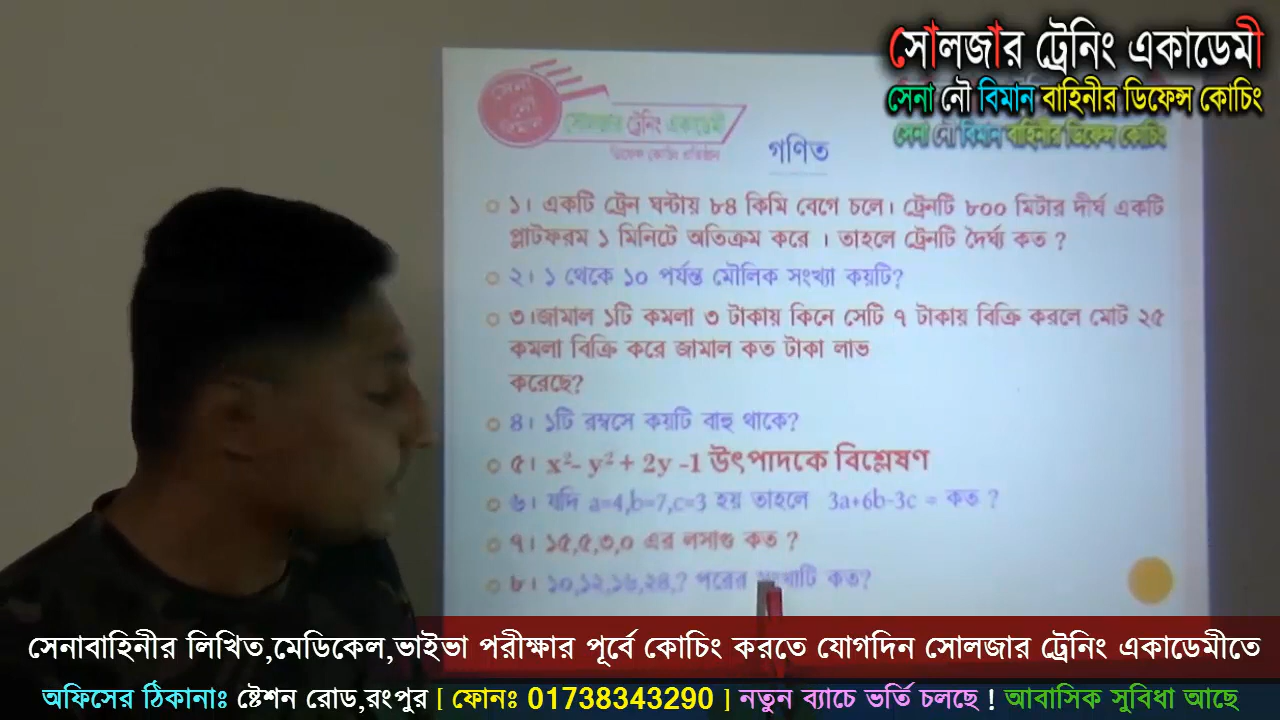 সোলজার ট্রেনিং একাডেমী
সেনা নৌ বিমান বাহিনীর ডিফেন্স কোচিং
সেনা নৌ বিমান বাহিনীর ডিফেন্স কোচিং
সেনা
নৌ
বিমান
সোলজার ট্রেনিং একাডেমী
ডিফেন্স কোচিং প্রতিষ্ঠান
গণিত
১। একটি ট্রেন ঘন্টায় ৮৪ কিমি বেগে চলে। ট্রেনটি ৮০০ মিটার দীর্ঘ একটি
প্লাটফরম ১ মিনিটে অতিক্রম করে । তাহলে ট্রেনটি দৈর্ঘ্য কত ?
২। ১ থেকে ১০ পর্যন্ত মৌলিক সংখ্যা কয়টি?
৩।জামাল ১টি কমলা ৩ টাকায় কিনে সেটি ৭ টাকায় বিক্রি করলে মোট ২৫
কমলা বিক্রি করে জামাল কত টাকা লাভ
করেছে?
৪। ১টি রম্বসে কয়টি বাহু থাকে?
৫। x²- y² + 2y -1 উৎপাদকে বিশ্লেষণ
৬। যদি a=4,b=7,c=3 হয় তাহলে 3a+6b-3c = কত ?
৭। ১৫,৫,৩,০ এর লসাগু কত ?
৮। ১০,১২,১৬,২৪,? পরের কত?
সেনাবাহিনীর লিখিত,মেডিকেল,ভাইভা পরীক্ষার পূর্বে কোচিং করতে যোগদিন সোলজার ট্রেনিং একাডেমীতে
অফিসের ঠিকানাঃ ষ্টেশন রোড,রংপুর [ ফোনঃ 01738343290 ] নতুন ব্যাচে ভর্তি চলছে ! আবাসিক সুবিধা আছে